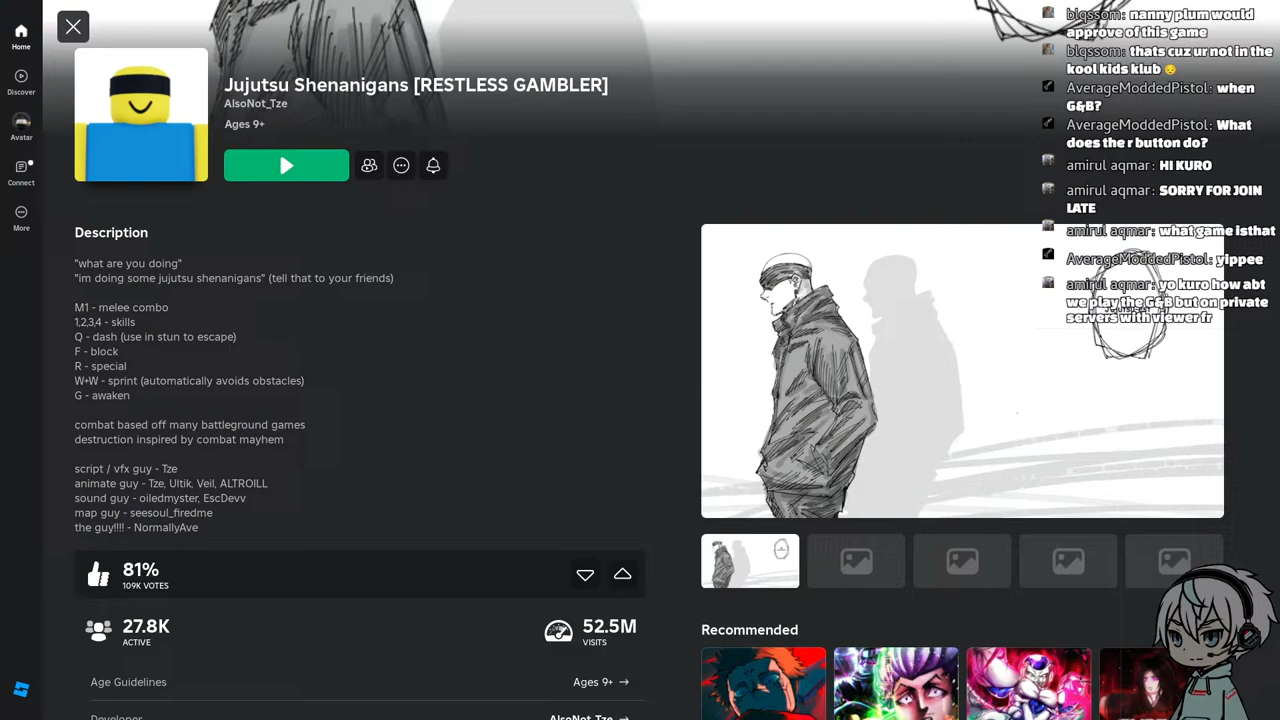 Home
Discover
Avatar
Connect
More
Jujutsu Shenanigans [RESTLESS GAMBLER]
AlsoNot_Tze
Ages 9+
Description
"what are you doing"
"im doing some jujutsu shenanigans" (tell that to your friends)
M1 - melee combo
1,2,3,4 - skills
Q - dash (use in stun to escape)
F - block
R - special
W+W - sprint (automatically avoids obstacles)
G - awaken
combat based off many battleground games
destruction inspired by combat mayhem
script / vfx guy - Tze
animate guy - Tze, Ultik, Veil, ALTROILL
sound guy - oiledmyster, EscDevv
map guy - seesoul_firedme
the guy!!!! - NormallyAve
81%
109K VOTES
27.8K
ACTIVE
52.5M
VISITS
Age Guidelines
Ages 9+ →
Developer
AlsoNot_Tze →
Recommended
blqssom: nanny plum would
approve of this game
blqssom: thats cuz ur not in the
kool kids klub 😔
AverageModdedPistol: when
G&B?
AverageModdedPistol: What
does the r button do?
amirul aqmar: HI KURO
amirul aqmar: SORRY FOR JOIN
LATE
amirul aqmar: what game isthat
AverageModdedPistol: yippee
amirul aqmar: yo kuro how abt
we play the G&B but on private
servers with viewer fr